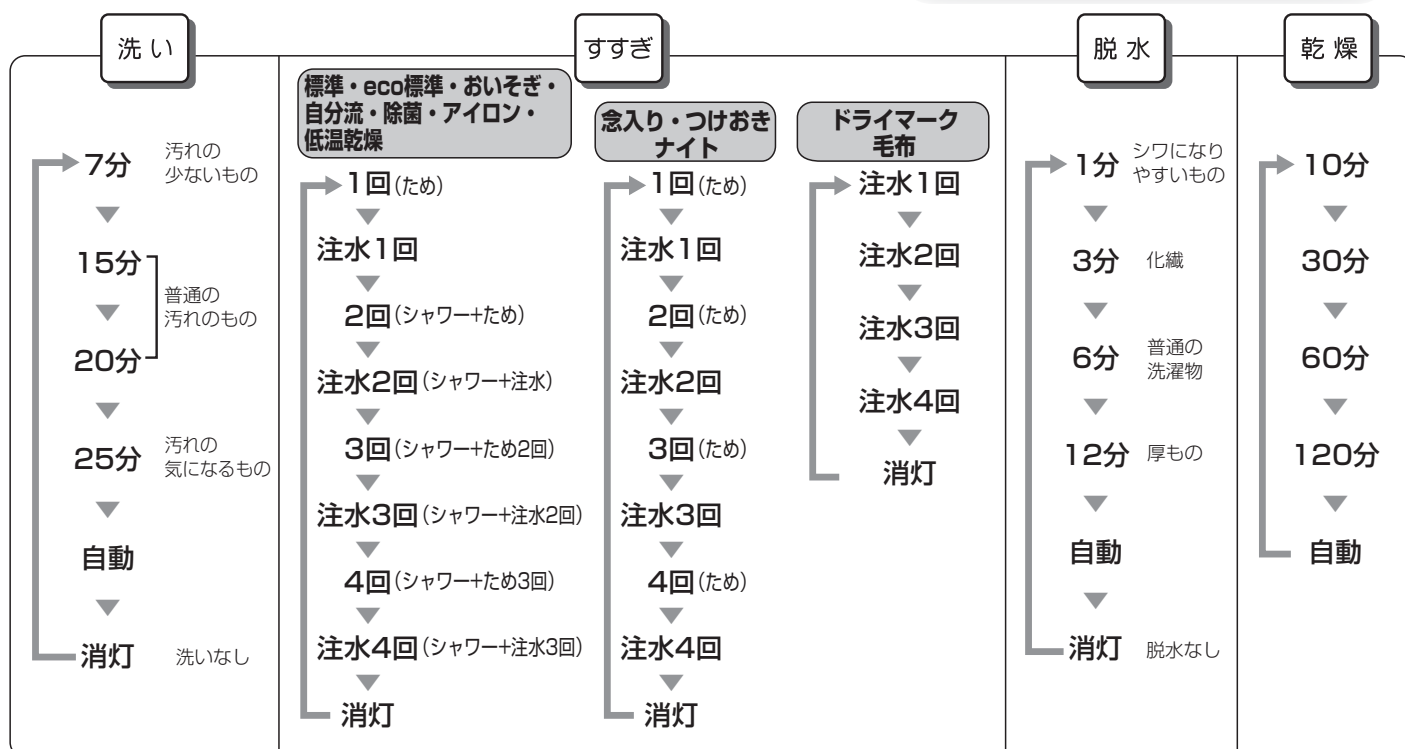 洗い
7分 汚れの
少ないもの
15分
普通の
汚れのもの
20分
25分 汚れの
気になるもの
自動
消灯 洗いなし
すすぎ
標準・eco標準・おいそぎ・
自分流・除菌・アイロン・
低温乾燥
1回(ため)
注水1回
2回(シャワー+ため)
注水2回(シャワー+注水)
3回(シャワー+ため2回)
注水3回(シャワー+注水2回)
4回(シャワー+ため3回)
注水4回(シャワー+注水3回)
消灯
念入り・つけおき
ナイト
1回(ため)
注水1回
2回(ため)
注水2回
3回(ため)
注水3回
4回(ため)
注水4回
消灯
ドライマーク
毛布
注水1回
注水2回
注水3回
注水4回
消灯
脱水
1分 シワになり
やすいもの
3分 化繊
6分 普通の
洗濯物
12分 厚もの
自動
消灯 脱水なし
乾燥
10分
30分
60分
120分
自動